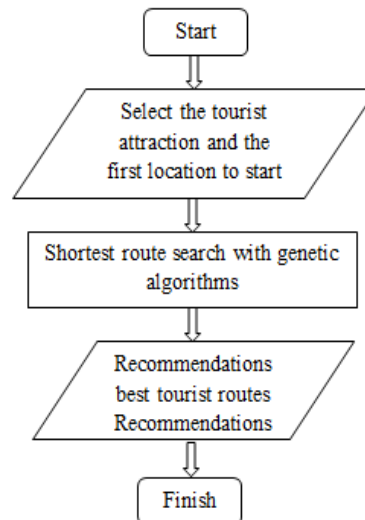 Start
Select the tourist
attraction and the
first location to start
Shortest route search with genetic
algorithms
Recommendations
best tourist routes
Recommendations
Finish